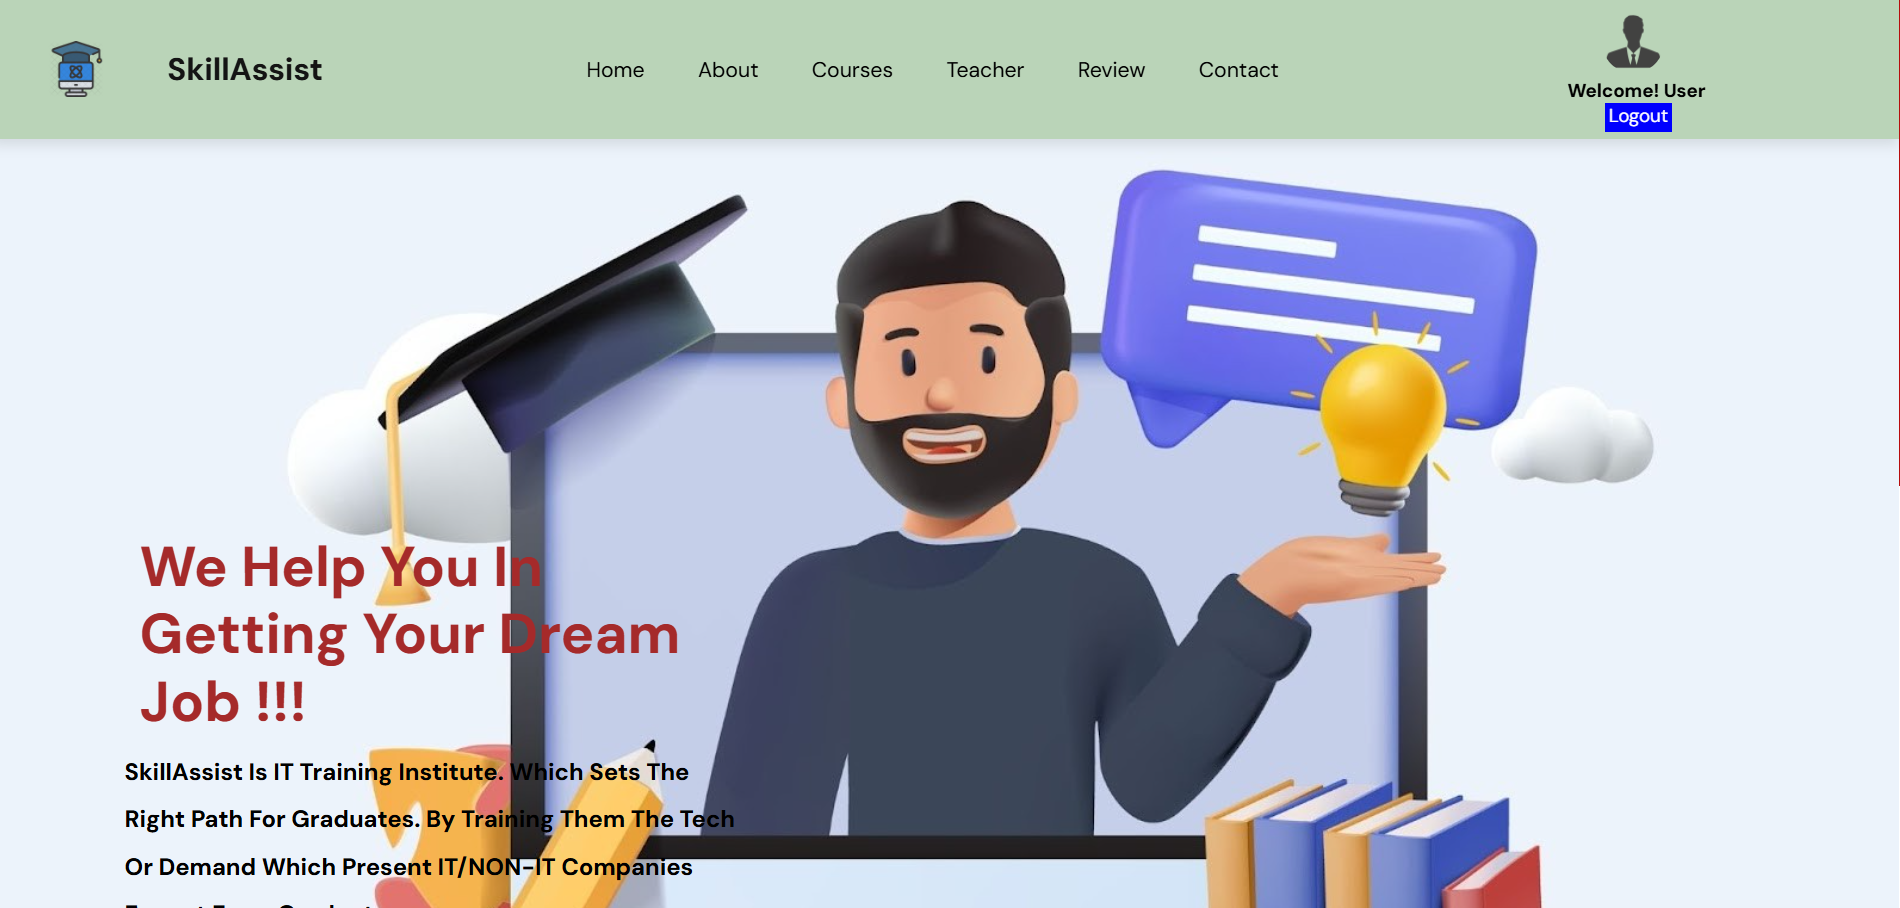 SkillAssist
Home
About
Courses
Teacher
Review
Contact
Welcome! User
Logout
We Help You In
Getting Your Dream
Job !!!
SkillAssist Is IT Training Institute. Which Sets The
Right Path For Graduates. By Training Them The Tech
Or Demand Which Present IT/NON-IT Companies